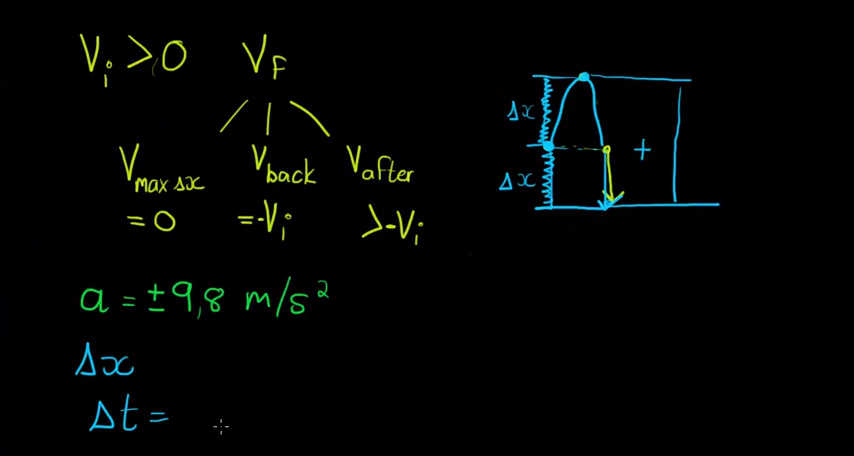 Vi > 0 VF
Vmax Δx Vback Vafter
= 0 = -Vi > -Vi
a = ±9,8 m/s²
Δx
Δt =
Δx
Δx
+